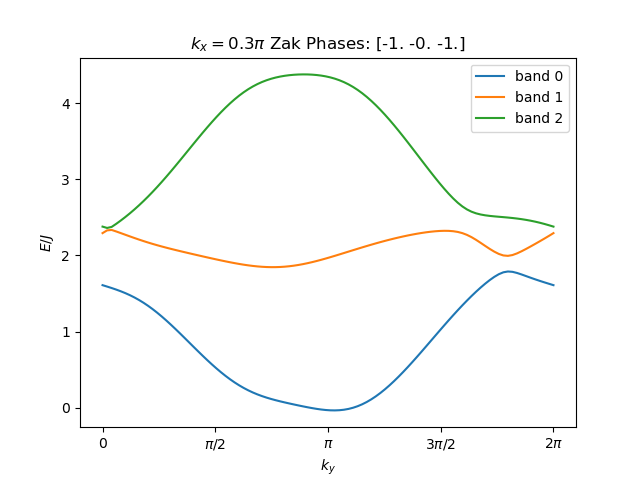 $k_x = 0.3\pi$ Zak Phases: [-1. -0. -1.]
band 0
band 1
band 2
E/J
4
3
2
1
0
0
π/2
π
3π/2
2π
$k_y$